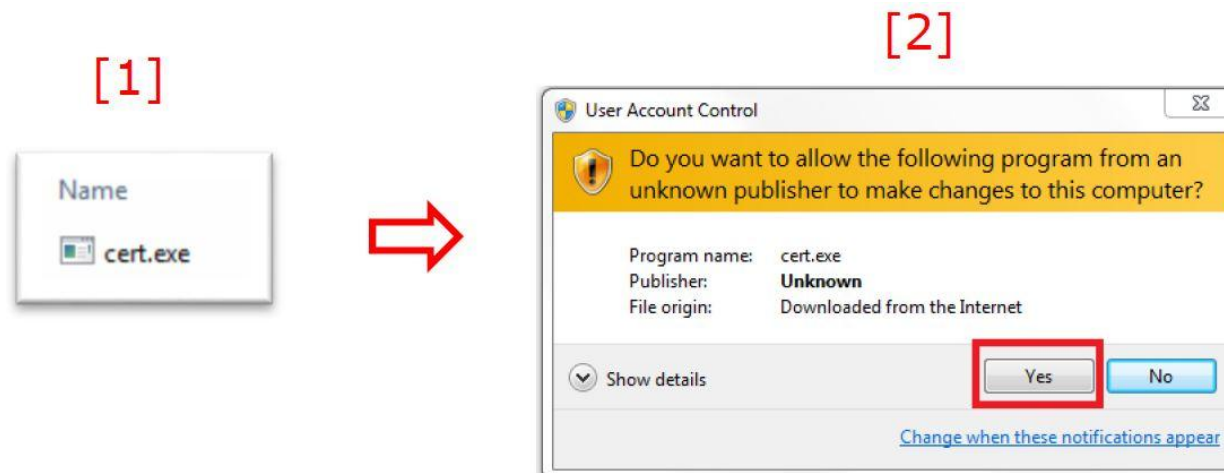 [1]
Name
cert.exe
[2]
User Account Control
Do you want to allow the following program from an
unknown publisher to make changes to this computer?
Program name: cert.exe
Publisher: Unknown
File origin: Downloaded from the Internet
Show details
Yes
No
Change when these notifications appear